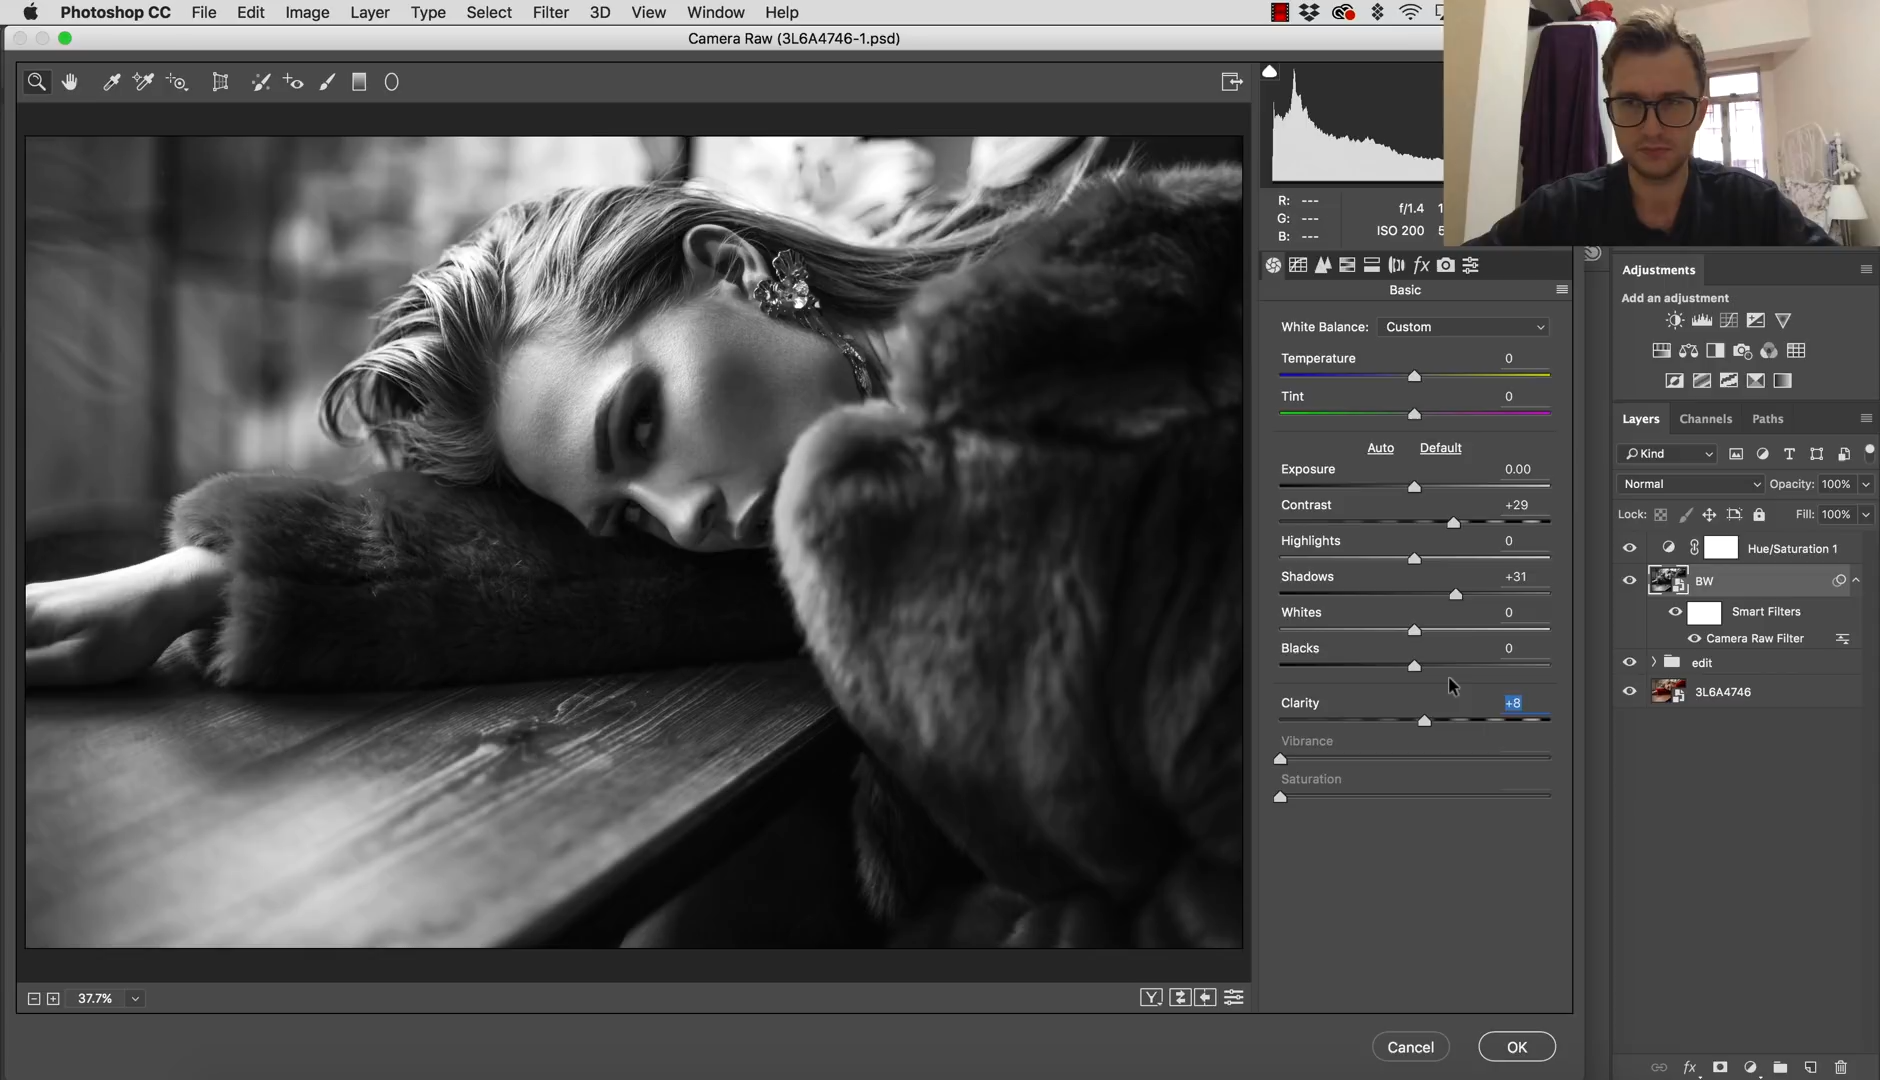 Photoshop CC File Edit Image Layer Type Select Filter 3D View Window Help
Camera Raw (3L6A4746-1.psd)
R: ---
G: ---
B: ---
f/1.4 1
ISO 200 5
Basic
White Balance: Custom
Temperature 0
Tint 0
Auto Default
Exposure 0.00
Contrast +29
Highlights 0
Shadows +31
Whites 0
Blacks 0
Clarity +8
Vibrance
Saturation
37.7%
Y
Cancel OK
Adjustments
Add an adjustment
Layers Channels Paths
Kind
Normal Opacity: 100%
Lock: Fill: 100%
Hue/Saturation 1
BW
Smart Filters
Camera Raw Filter
edit
3L6A4746
fx